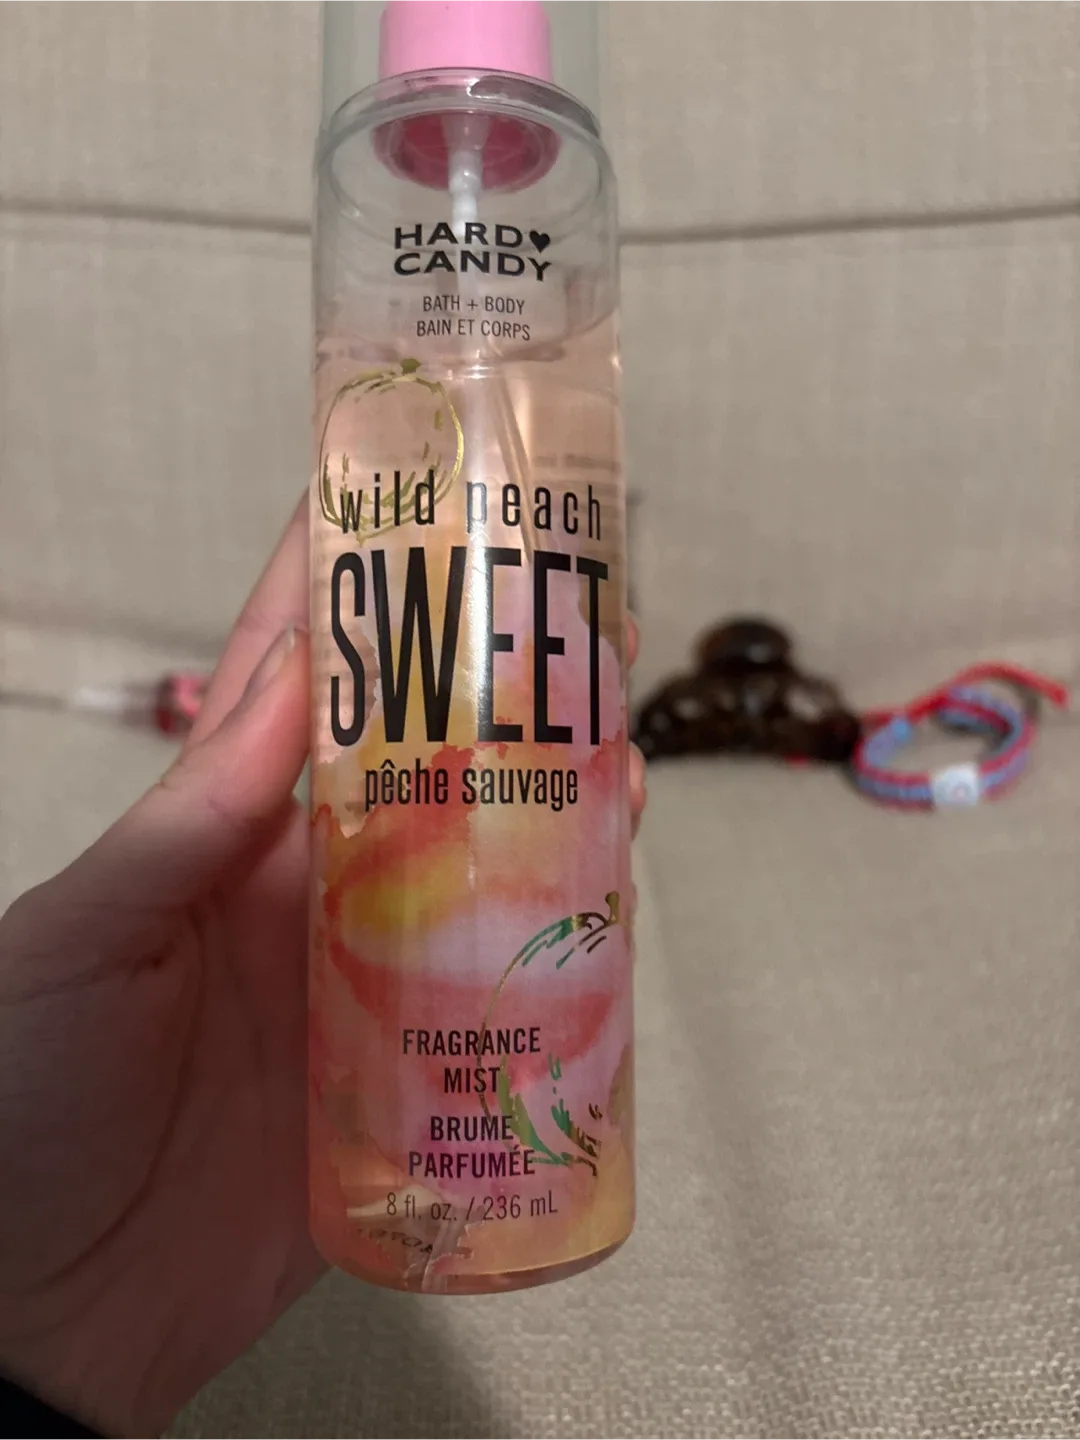 HARD♥
CANDY
BATH + BODY
BAIN ET CORPS
wild peach
SWEET
pêche sauvage
FRAGRANCE
MIST
BRUME
PARFUMÉE
8 fl. oz. / 236 mL